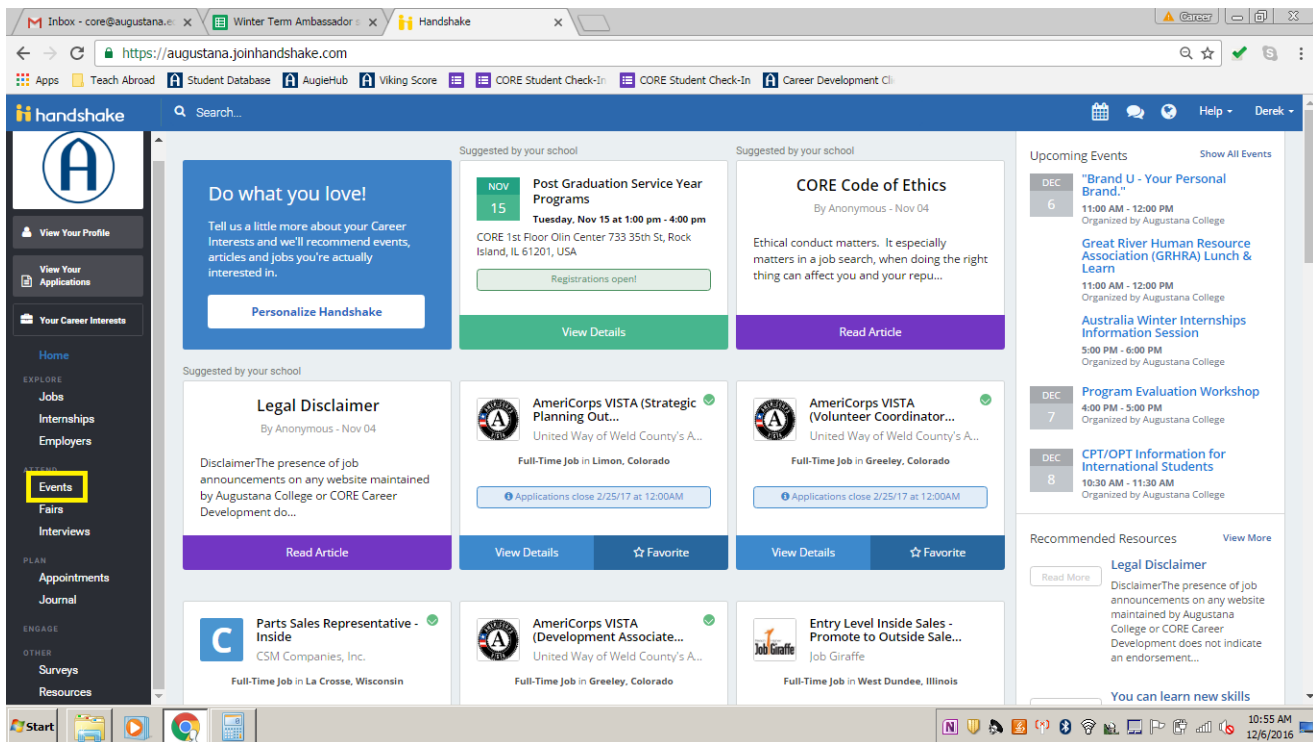 Inbox - core@augustana.e
Winter Term Ambassador s
Handshake
Career
https://augustana.joinhandshake.com
Apps
Teach Abroad
Student Database
AugieHub
Viking Score
CORE Student Check-In
CORE Student Check-In
Career Development Cli
handshake
Search...
Help
Derek
View Your Profile
View Your
Applications
Your Career Interests
Home
EXPLORE
Jobs
Internships
Employers
ATTEND
Events
Fairs
Interviews
PLAN
Appointments
Journal
ENGAGE
OTHER
Surveys
Resources
Do what you love!
Tell us a little more about your Career
Interests and we'll recommend events,
articles and jobs you're actually
interested in.
Personalize Handshake
Suggested by your school
NOV
15
Post Graduation Service Year
Programs
Tuesday, Nov 15 at 1:00 pm - 4:00 pm
CORE 1st Floor Olin Center 733 35th St, Rock
Island, IL 61201, USA
Registrations open!
View Details
Suggested by your school
CORE Code of Ethics
By Anonymous - Nov 04
Ethical conduct matters. It especially
matters in a job search, when doing the right
thing can affect you and your repu...
Read Article
Suggested by your school
Legal Disclaimer
By Anonymous - Nov 04
DisclaimerThe presence of job
announcements on any website maintained
by Augustana College or CORE Career
Development do...
Read Article
AmeriCorps VISTA (Strategic
Planning Out...
United Way of Weld County's A...
Full-Time Job in Limon, Colorado
Applications close 2/25/17 at 12:00AM
View Details
Favorite
AmeriCorps VISTA
(Volunteer Coordinator...
United Way of Weld County's A...
Full-Time Job in Greeley, Colorado
Applications close 2/25/17 at 12:00AM
View Details
Favorite
C
Parts Sales Representative -
Inside
CSM Companies, Inc.
Full-Time Job in La Crosse, Wisconsin
AmeriCorps VISTA
(Development Associate...
United Way of Weld County's A...
Full-Time Job in Greeley, Colorado
Job Giraffe
Entry Level Inside Sales -
Promote to Outside Sale...
Job Giraffe
Full-Time Job in West Dundee, Illinois
Upcoming Events
Show All Events
DEC
6
"Brand U - Your Personal
Brand."
11:00 AM - 12:00 PM
Organized by Augustana College
Great River Human Resource
Association (GRHRA) Lunch &
Learn
11:00 AM - 12:00 PM
Organized by Augustana College
Australia Winter Internships
Information Session
5:00 PM - 6:00 PM
Organized by Augustana College
DEC
7
Program Evaluation Workshop
4:00 PM - 5:00 PM
Organized by Augustana College
DEC
8
CPT/OPT Information for
International Students
10:30 AM - 11:30 AM
Organized by Augustana College
Recommended Resources
View More
Read More
Legal Disclaimer
DisclaimerThe presence of job
announcements on any website
maintained by Augustana
College or CORE Career
Development does not indicate
an endorsement...
You can learn new skills
Start
10:55 AM
12/6/2016